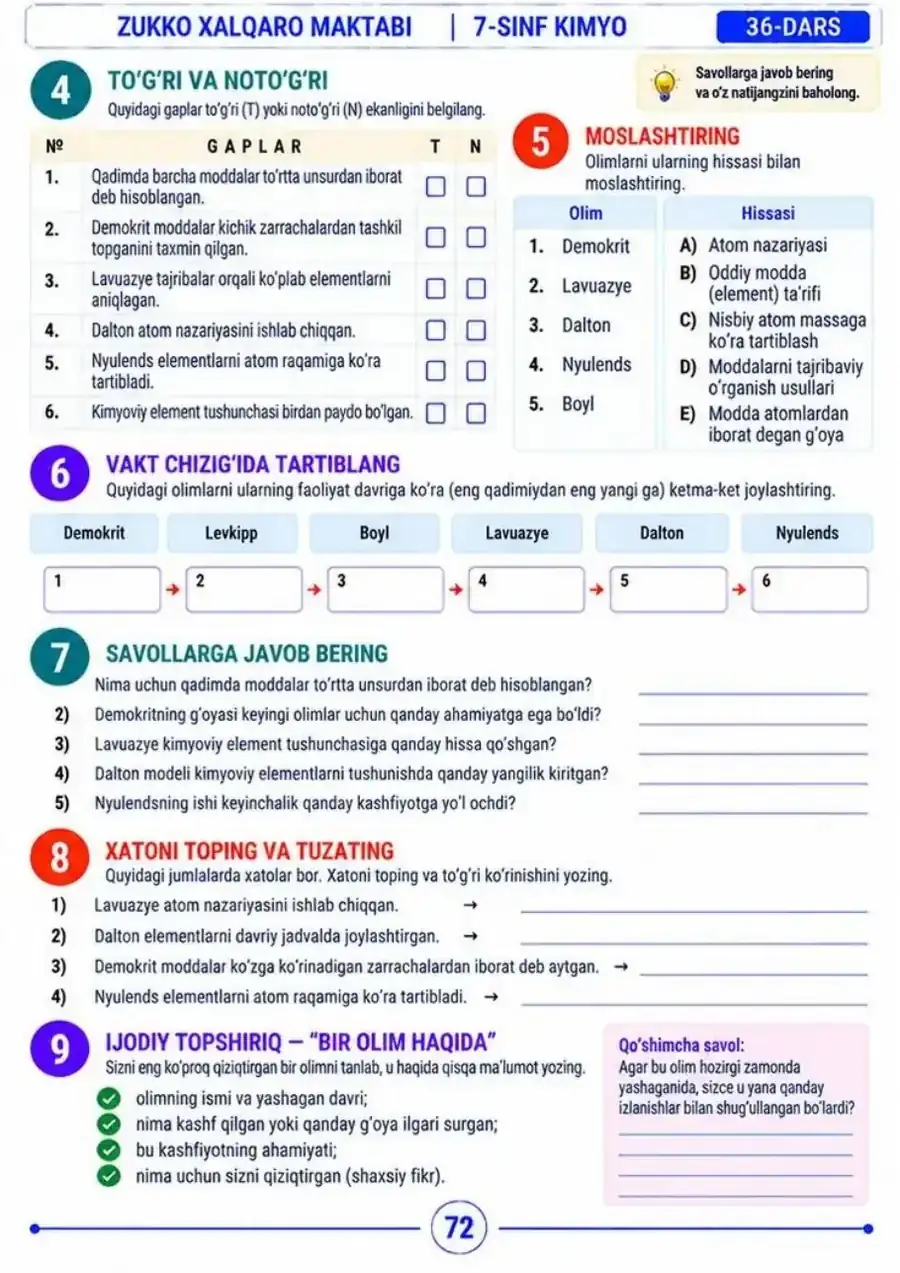 ZUKKO XALQARO MAKTABI | 7-SINF KIMYO 36-DARS
4 TO‘G‘RI VA NOTO‘G‘RI
Quyidagi gaplar to‘g‘ri (T) yoki noto‘g‘ri (N) ekanligini belgilang.
Savollarga javob bering
va o‘z natijangzini baholong.
№ GAPLAR T N
1. Qadimda barcha moddalar to‘rtta unsurdan iborat
deb hisoblangan.
2. Demokrit moddalar kichik zarrachalardan tashkil
topganini taxmin qilgan.
3. Lavuazye tajribalar orqali ko‘plab elementlarni
aniqlagan.
4. Dalton atom nazariyasini ishlab chiqqan.
5. Nyulends elementlarni atom raqamiga ko‘ra
tartibladi.
6. Kimyoviy element tushunchasi birdan paydo bo‘lgan.
5 MOSLASHTIRING
Olimlarni ularning hissasi bilan
moslashtiring.
Olim
1. Demokrit
2. Lavuazye
3. Dalton
4. Nyulends
5. Boyl
Hissasi
A) Atom nazariyasi
B) Oddiy modda
(element) ta‘rifi
C) Nisbiy atom massaga
ko‘ra tartiblash
D) Moddalarni tajribaviy
o‘rganish usullari
E) Modda atomlardan
iborat degan g‘oya
6 VAKT CHIZIG‘IDA TARTIBLANG
Quyidagi olimlarni ularning faoliyat davriga ko‘ra (eng qadimiydan eng yangi ga) ketma-ket joylashtiring.
Demokrit Levkipp Boyl Lavuazye Dalton Nyulends
1 → 2 → 3 → 4 → 5 → 6
7 SAVOLLARGA JAVOB BERING
Nima uchun qadimda moddalar to‘rtta unsurdan iborat deb hisoblangan?
2) Demokritning g‘oyasi keyingi olimlar uchun qanday ahamiyatga ega bo‘ldi?
3) Lavuazye kimyoviy element tushunchasiga qanday hissa qo‘shgan?
4) Dalton modeli kimyoviy elementlarni tushunishda qanday yangilik kiritgan?
5) Nyulendsning ishi keyinchalik qanday kashfiyotga yo‘l ochdi?
8 XATONI TOPING VA TUZATING
Quyidagi jumlalarda xatolar bor. Xatoni toping va to‘g‘ri ko‘rinishini yozing.
1) Lavuazye atom nazariyasini ishlab chiqqan. →
2) Dalton elementlarni davriy jadvalda joylashtirgan. →
3) Demokrit moddalar ko‘zga ko‘rinadigan zarrachalardan iborat deb aytgan. →
4) Nyulends elementlarni atom raqamiga ko‘ra tartibladi. →
9 IJODIY TOPSHIRIQ — “BIR OLIM HAQIDA”
Sizni eng ko‘proq qiziqtirgan bir olimni tanlab, u haqida qisqa ma‘lumot yozing.
olimning ismi va yashagan davri;
nima kashf qilgan yoki qanday g‘oya ilgari surgan;
bu kashfiyotning ahamiyati;
nima uchun sizni qiziqtirgan (shaxsiy fikr).
Qo‘shimcha savol:
Agar bu olim hozirgi zamonda
yashaganida, sizce u yana qanday
izlanishlar bilan shug‘ullangan bo‘lardi?
72